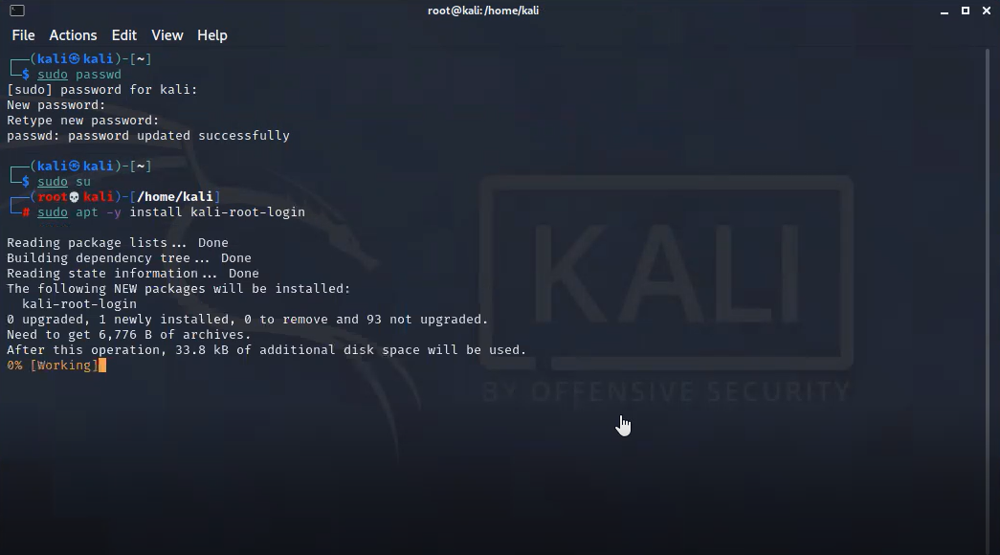 root@kali:/home/kali
File Actions Edit View Help
┌──(kali㉿kali)-[~]
└─$ sudo passwd
[sudo] password for kali:
New password:
Retype new password:
passwd: password updated successfully
┌──(kali㉿kali)-[~]
└─$ sudo su
┌──(root💀kali)-[/home/kali]
└─# sudo apt -y install kali-root-login
Reading package lists... Done
Building dependency tree... Done
Reading state information... Done
The following NEW packages will be installed:
kali-root-login
0 upgraded, 1 newly installed, 0 to remove and 93 not upgraded.
Need to get 6,776 B of archives.
After this operation, 33.8 kB of additional disk space will be used.
0% [Working]
KALI
BY OFFENSIVE SECURITY